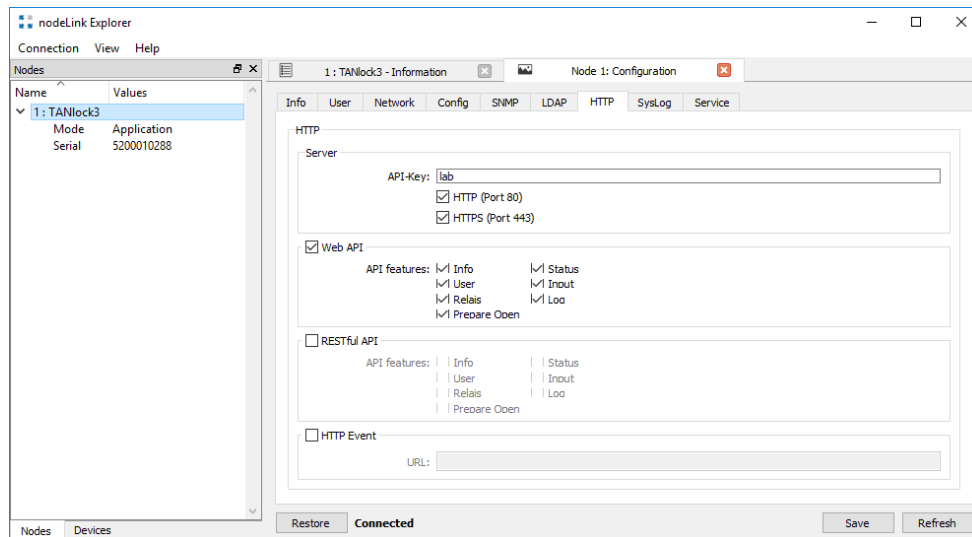 nodeLink Explorer
Connection View Help
Nodes
Name Values
1 : TANlock3
Mode Application
Serial 5200010288
Nodes Devices
1 : TANlock3 - Information
Node 1: Configuration
Info User Network Config SNMP LDAP HTTP SysLog Service
HTTP
Server
API-Key: lab
HTTP (Port 80)
HTTPS (Port 443)
Web API
API features: Info Status
User Input
Relais Log
Prepare Open
RESTful API
API features: Info Status
User Input
Relais Log
Prepare Open
HTTP Event
URL:
Restore Connected Save Refresh